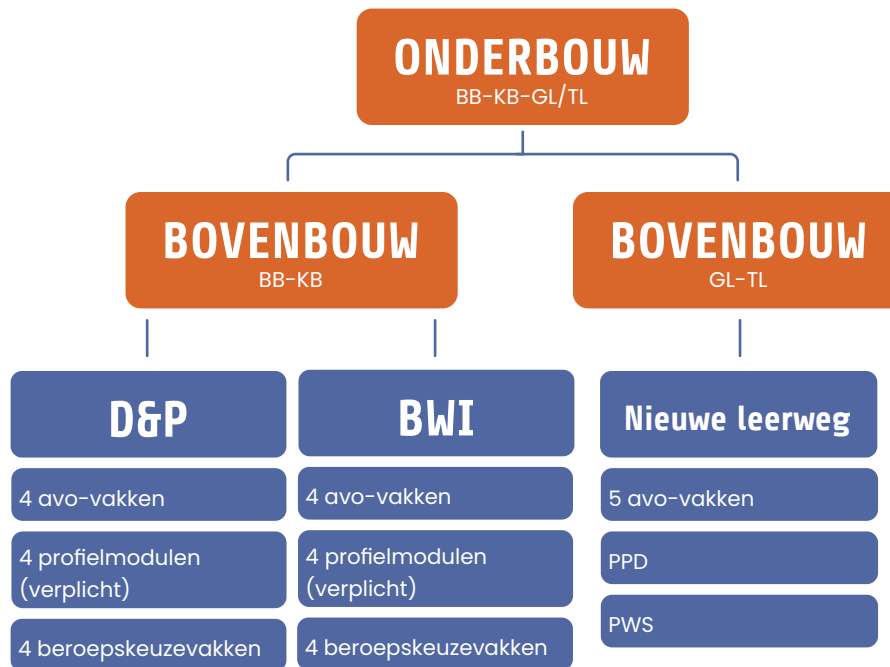 ONDERBOUW
BB-KB-GL/TL
BOVENBOUW
BB-KB
BOVENBOUW
GL-TL
D&P
4 avo-vakken
4 profielmodulen
(verplicht)
4 beroepskeuzevakken
BWI
4 avo-vakken
4 profielmodulen
(verplicht)
4 beroepskeuzevakken
Nieuwe leerweg
5 avo-vakken
PPD
PWS